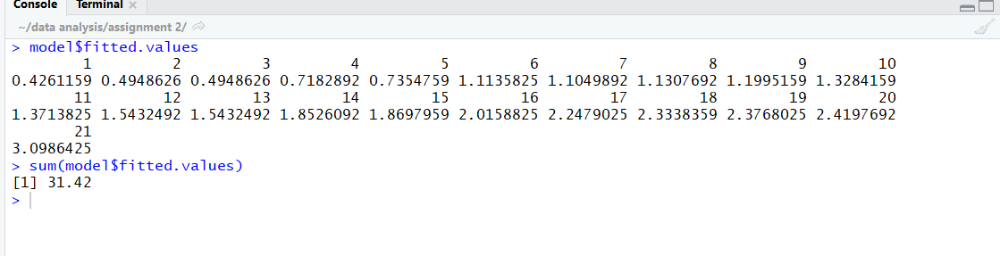 Console Terminal ×
~/data analysis/assignment 2/
> model$fitted.values
1 2 3 4 5 6 7 8 9 10
0.4261159 0.4948626 0.4948626 0.7182892 0.7354759 1.1135825 1.1049892 1.1307692 1.1995159 1.3284159
11 12 13 14 15 16 17 18 19 20
1.3713825 1.5432492 1.5432492 1.8526092 1.8697959 2.0158825 2.2479025 2.3338359 2.3768025 2.4197692
21
3.0986425
> sum(model$fitted.values)
[1] 31.42
>